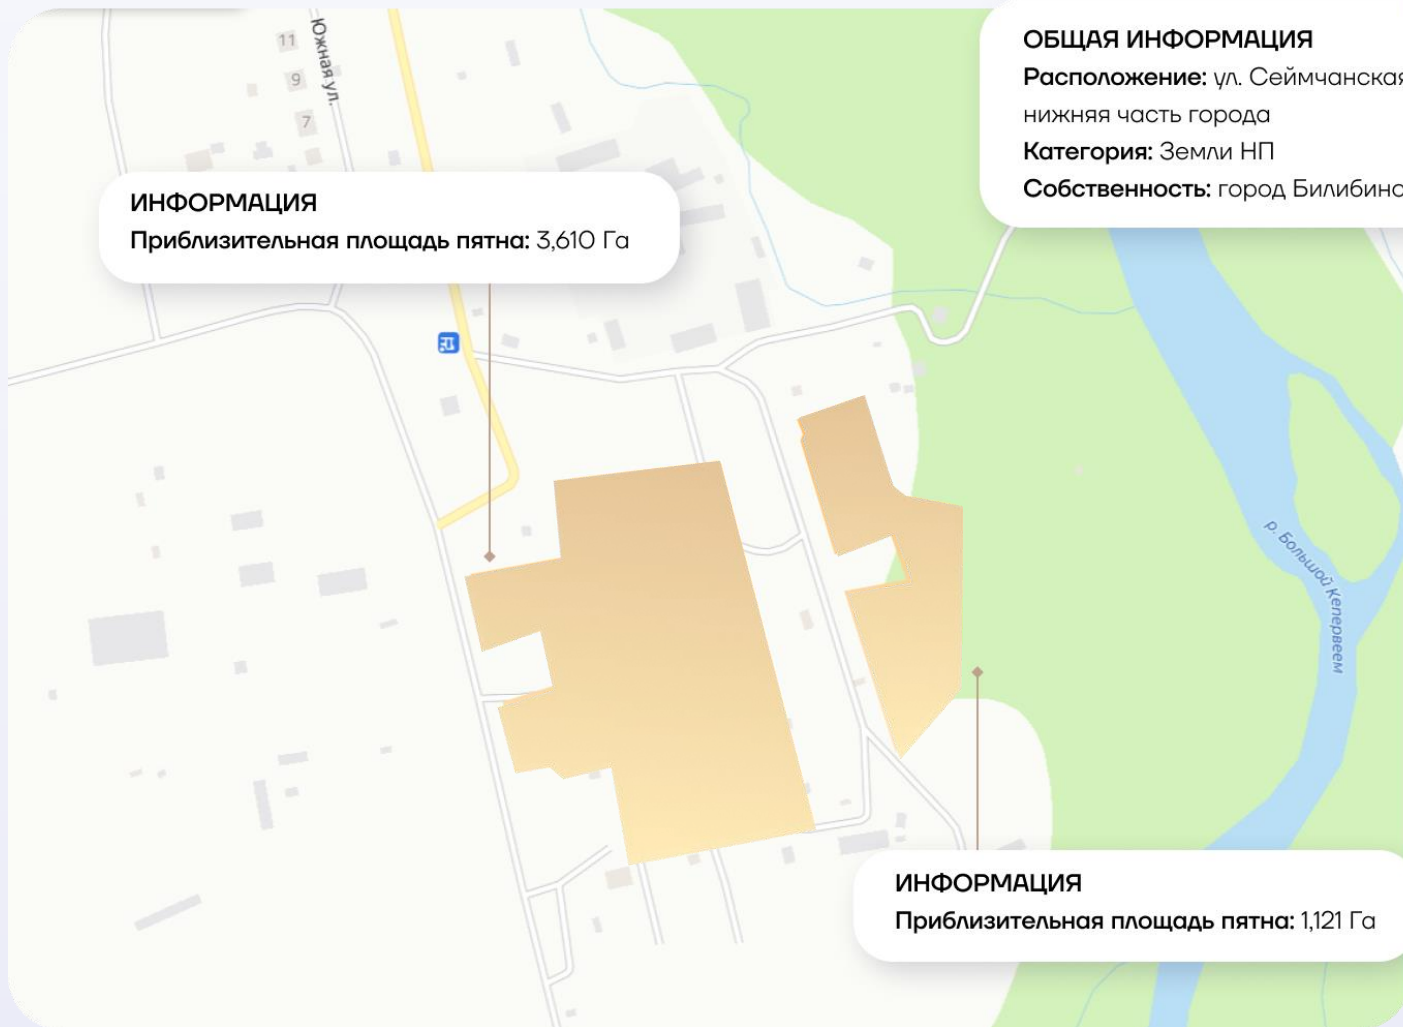 11
9
7
Южная ул.
ОБЩАЯ ИНФОРМАЦИЯ
Расположение: ул. Сеймчанская
нижняя часть города
Категория: Земли НП
Собственность: город Билибино
ИНФОРМАЦИЯ
Приблизительная площадь пятна: 3,610 Га
р. Большой Кепервеем
ИНФОРМАЦИЯ
Приблизительная площадь пятна: 1,121 Га